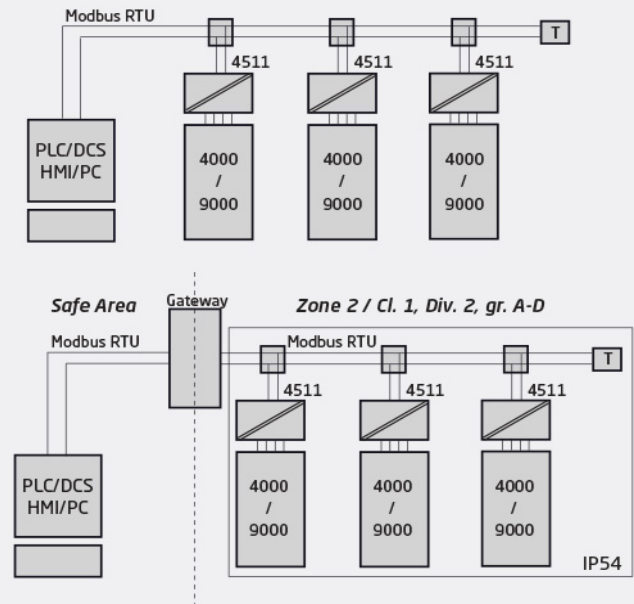 Modbus RTU
T
4511 4511 4511
PLC/DCS
HMI/PC
4000
/
9000
4000
/
9000
4000
/
9000
Safe Area
Gateway
Zone 2 / Cl. 1, Div. 2, gr. A-D
Modbus RTU
Modbus RTU
T
4511 4511 4511
PLC/DCS
HMI/PC
4000
/
9000
4000
/
9000
4000
/
9000
IP54